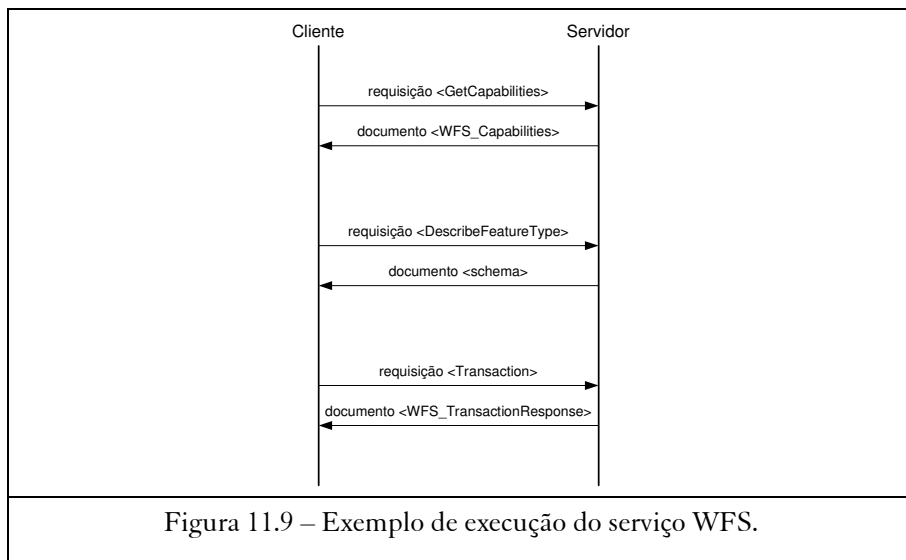 Cliente
Servidor
requisição <GetCapabilities>
documento <WFS_Capabilities>
requisição <DescribeFeatureType>
documento <schema>
requisição <Transaction>
documento <WFS_TransactionResponse>
Figura 11.9 – Exemplo de execução do serviço WFS.